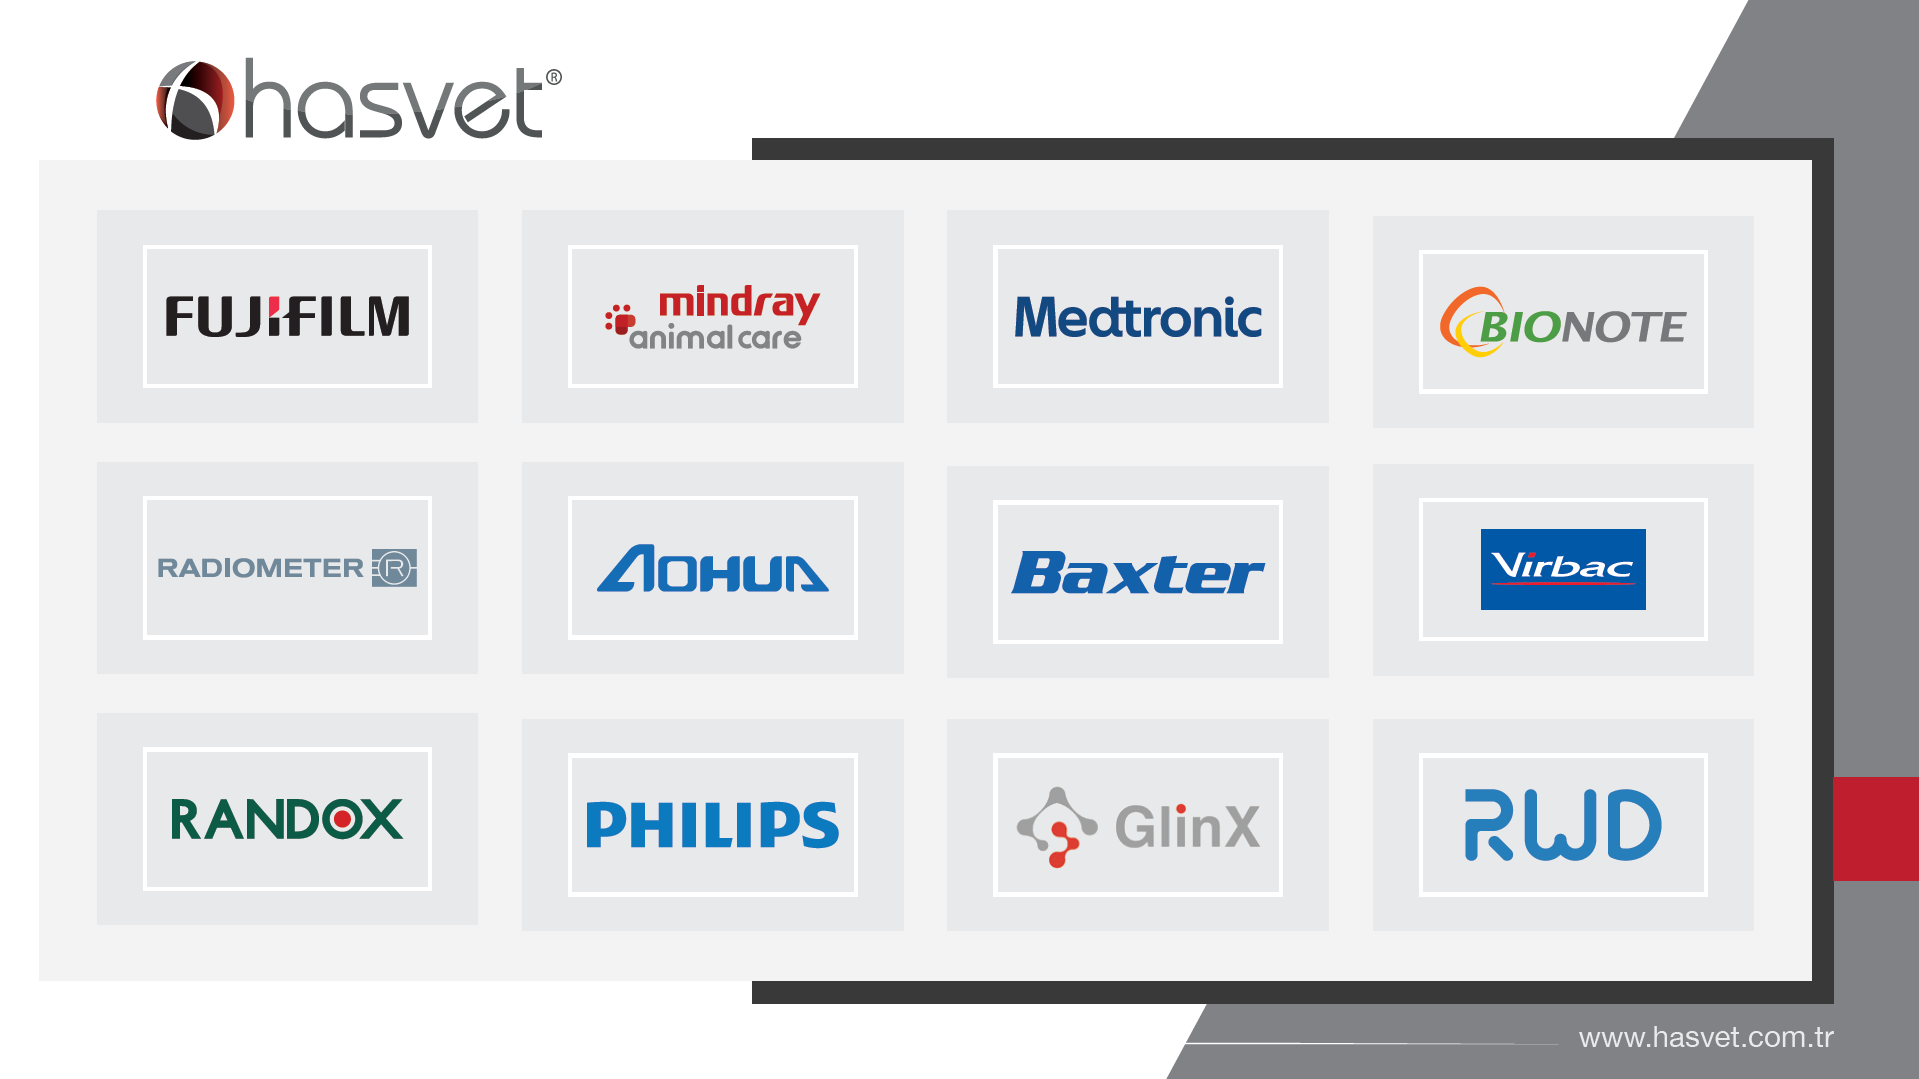 hasvet®
FUJIFILM
mindray
animal care
Medtronic
BIONOTE
RADIOMETER R
AOHUA
Baxter
Virbac
RANDOX
PHILIPS
GlinX
RWD
www.hasvet.com.tr